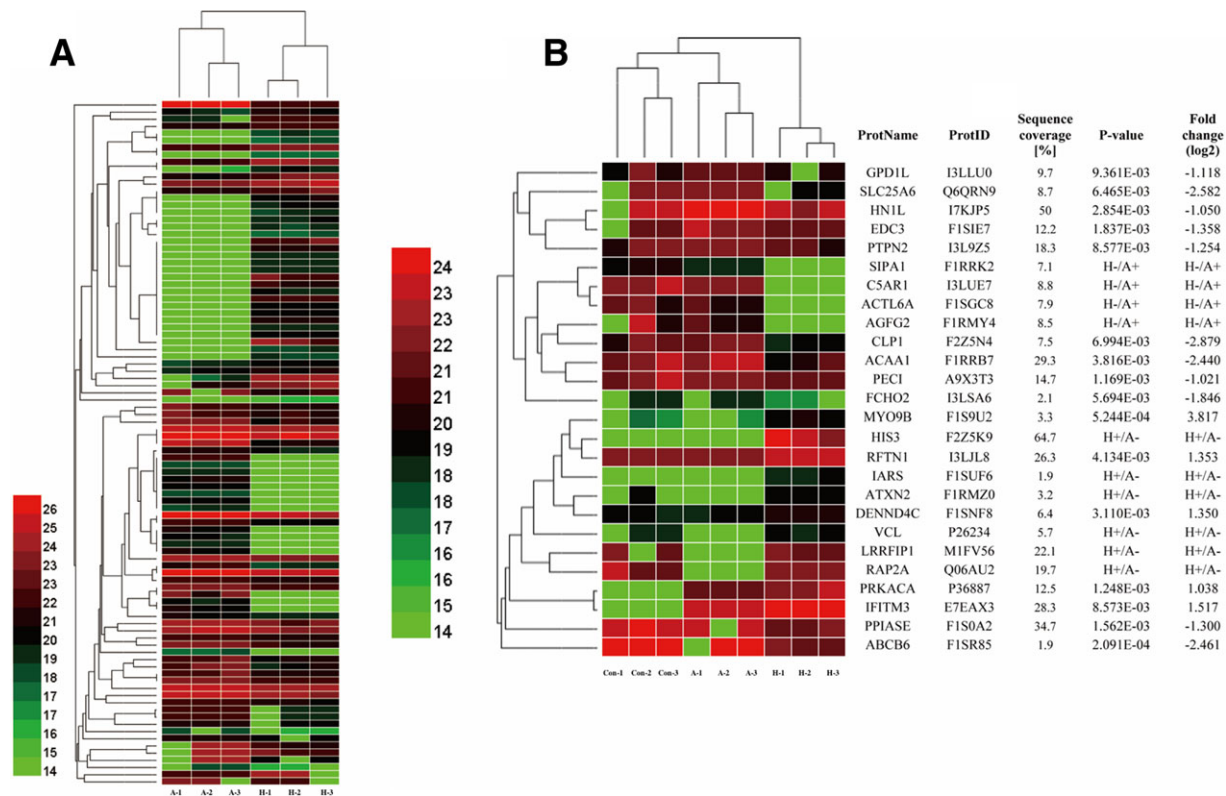 A
B
26
25
24
23
22
21
20
19
18
17
16
15
14
A-1 A-2 A-3 H-1 H-2 H-3
24
23
23
22
21
21
20
19
18
18
17
16
15
14
Con-1 Con-2 Con-3 A-1 A-2 A-3 H-1 H-2 H-3
ProtName ProtID Sequence coverage [%] P-value Fold change (log2)
GPD1L I3LLU0 9.7 9.361E-03 -1.118
SLC25A6 Q6QRN9 8.7 6.465E-03 -2.582
HN1L I7KJP5 50 2.854E-03 -1.050
EDC3 F1SIE7 12.2 1.837E-03 -1.358
PTPN2 I3L9Z5 18.3 8.577E-03 -1.254
SIPA1 F1RRK2 7.1 H-/A+ H-/A+
C5AR1 I3LUE7 8.8 H-/A+ H-/A+
ACTL6A F1SGC8 7.9 H-/A+ H-/A+
AGFG2 F1RMY4 8.5 H-/A+ H-/A+
CLP1 F2Z5N4 7.5 6.994E-03 -2.879
ACAA1 F1RRB7 29.3 3.816E-03 -2.440
PECI A9X3T3 14.7 1.169E-03 -1.021
FCHO2 I3LSA6 2.1 5.694E-03 -1.846
MYO9B F1S9U2 3.3 5.244E-04 3.817
HIS3 F2Z5K9 64.7 H+/A- H+/A-
RFTN1 I3LJL8 26.3 4.134E-03 1.353
IARS F1SUF6 1.9 H+/A- H+/A-
ATXN2 F1RMZ0 3.2 H+/A- H+/A-
DENND4C F1SNF8 6.4 3.110E-03 1.350
VCL P26234 5.7 H+/A- H+/A-
LRRFIP1 M1FV56 22.1 H+/A- H+/A-
RAP2A Q06AU2 19.7 H+/A- H+/A-
PRKACA P36887 12.5 1.248E-03 1.038
IFITM3 E7EAX3 28.3 8.573E-03 1.517
PPIASE F1S0A2 34.7 1.562E-03 -1.300
ABCB6 F1SR85 1.9 2.091E-04 -2.461